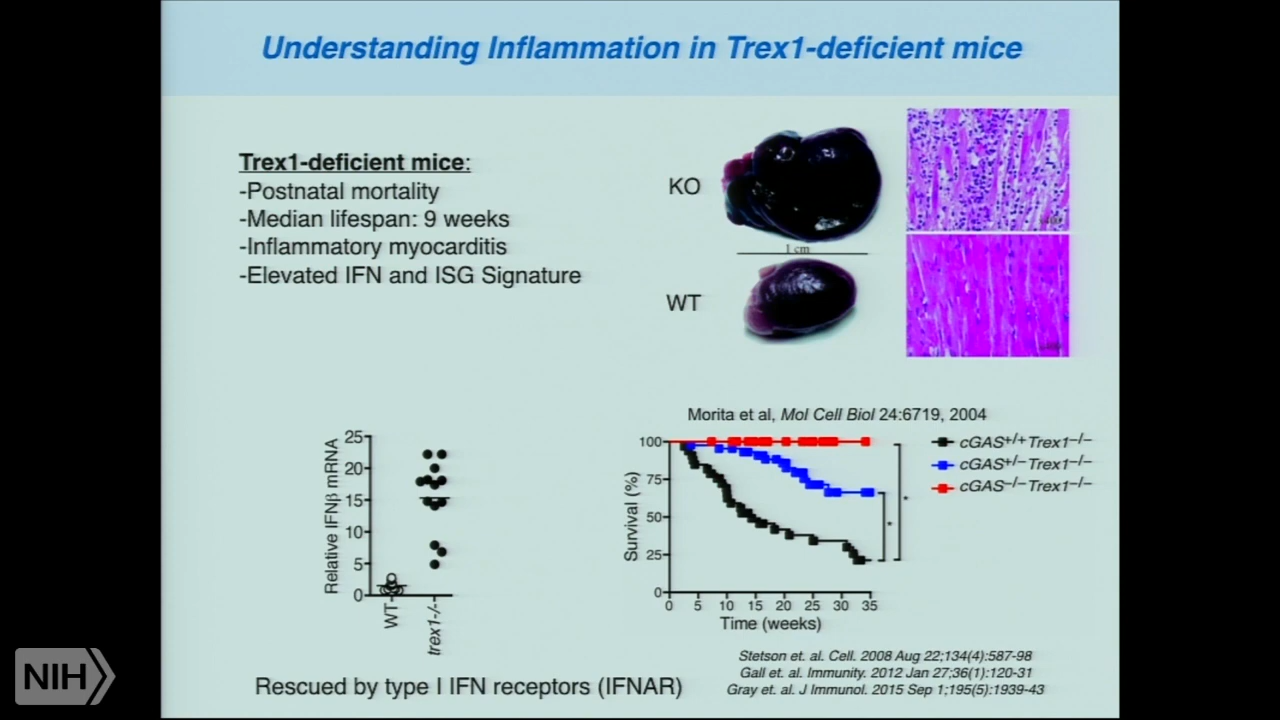 Understanding Inflammation in Trex1-deficient mice
Trex1-deficient mice:
-Postnatal mortality
-Median lifespan: 9 weeks
-Inflammatory myocarditis
-Elevated IFN and ISG Signature
KO
1 cm
WT
Morita et al, Mol Cell Biol 24:6719, 2004
Relative IFNβ mRNA
25
20
15
10
5
0
WT
trex1-/-
Survival (%)
100
75
50
25
0
0 5 10 15 20 25 30 35
Time (weeks)
cGAS+/+Trex1−/−
cGAS+/−Trex1−/−
cGAS−/−Trex1−/−
*
*
Stetson et. al. Cell. 2008 Aug 22;134(4):587-98
Gall et. al. Immunity. 2012 Jan 27;36(1):120-31
Gray et. al. J Immunol. 2015 Sep 1;195(5):1939-43
Rescued by type I IFN receptors (IFNAR)
NIH